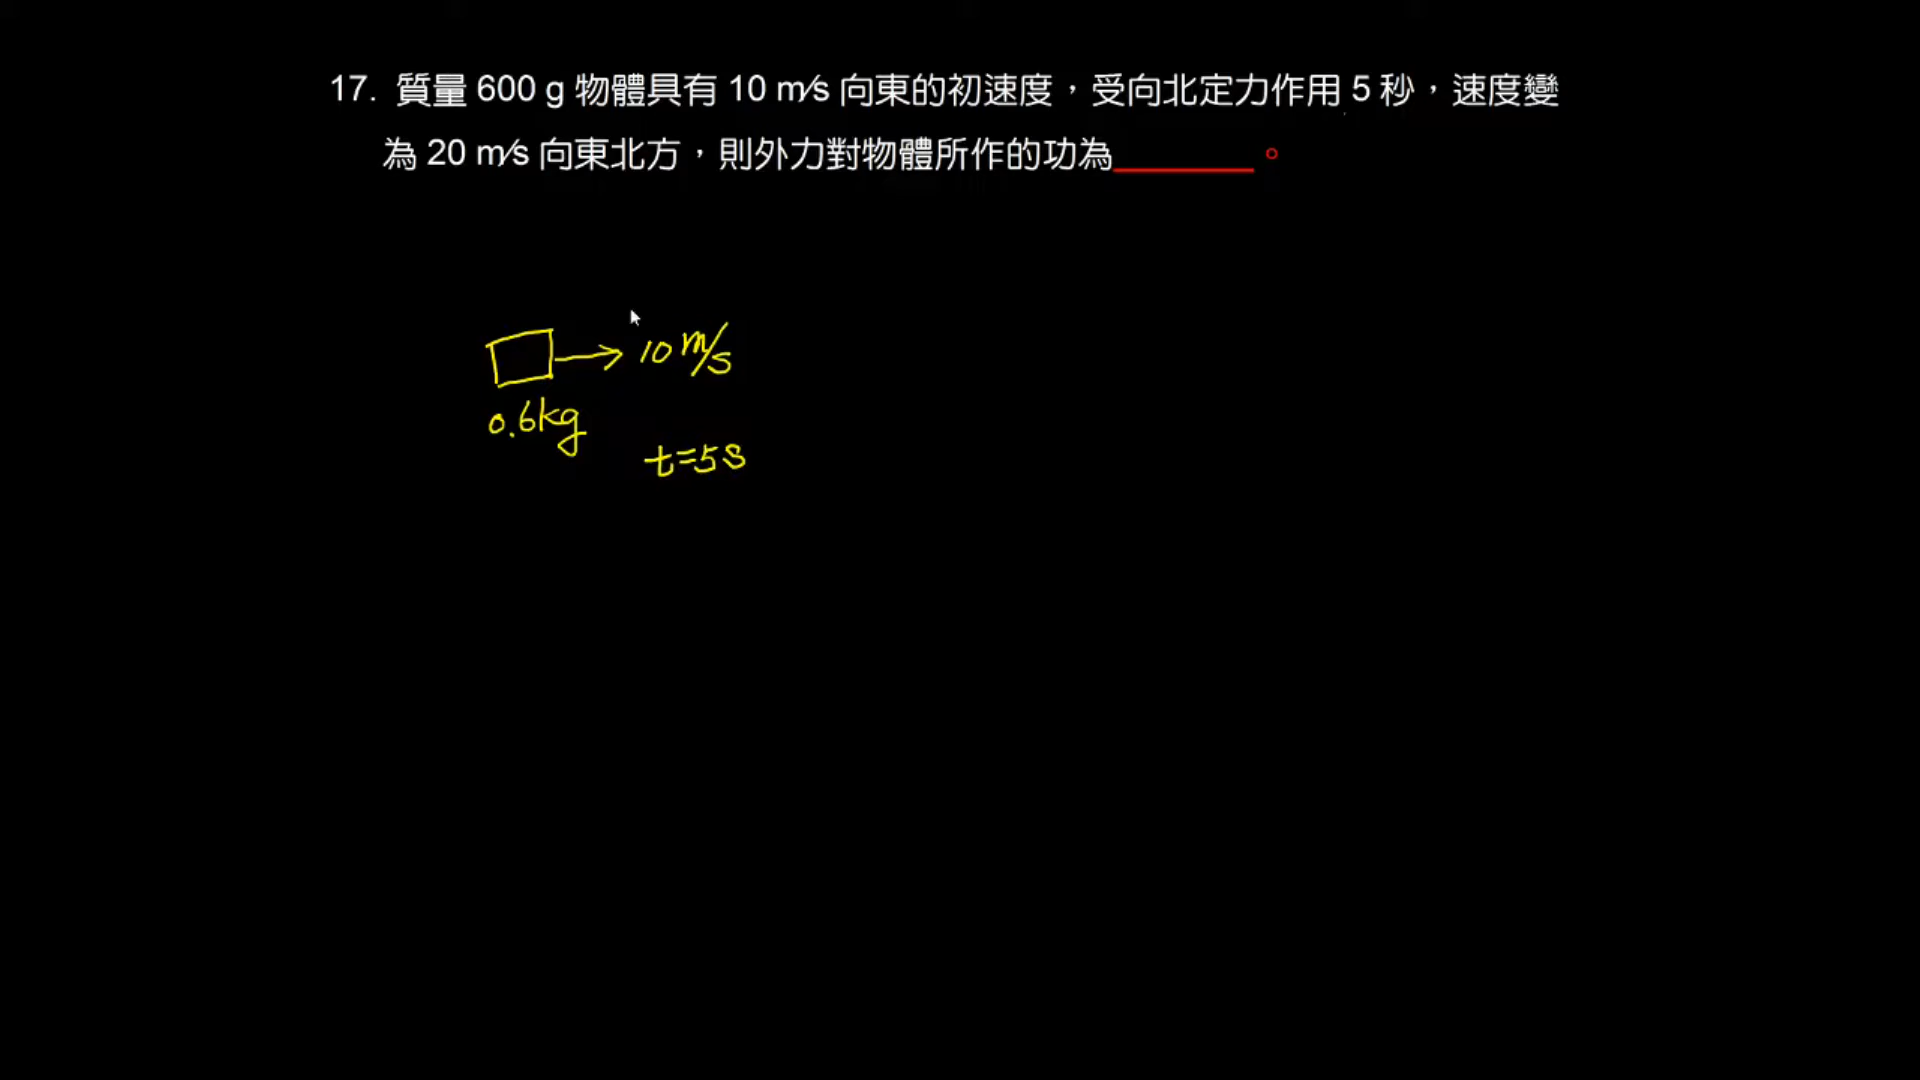 17. 質量 600 g 物體具有 10 m/s 向東的初速度，受向北定力作用 5 秒，速度變
為 20 m/s 向東北方，則外力對物體所作的功為________。
10 m/s
0.6kg
t=5s